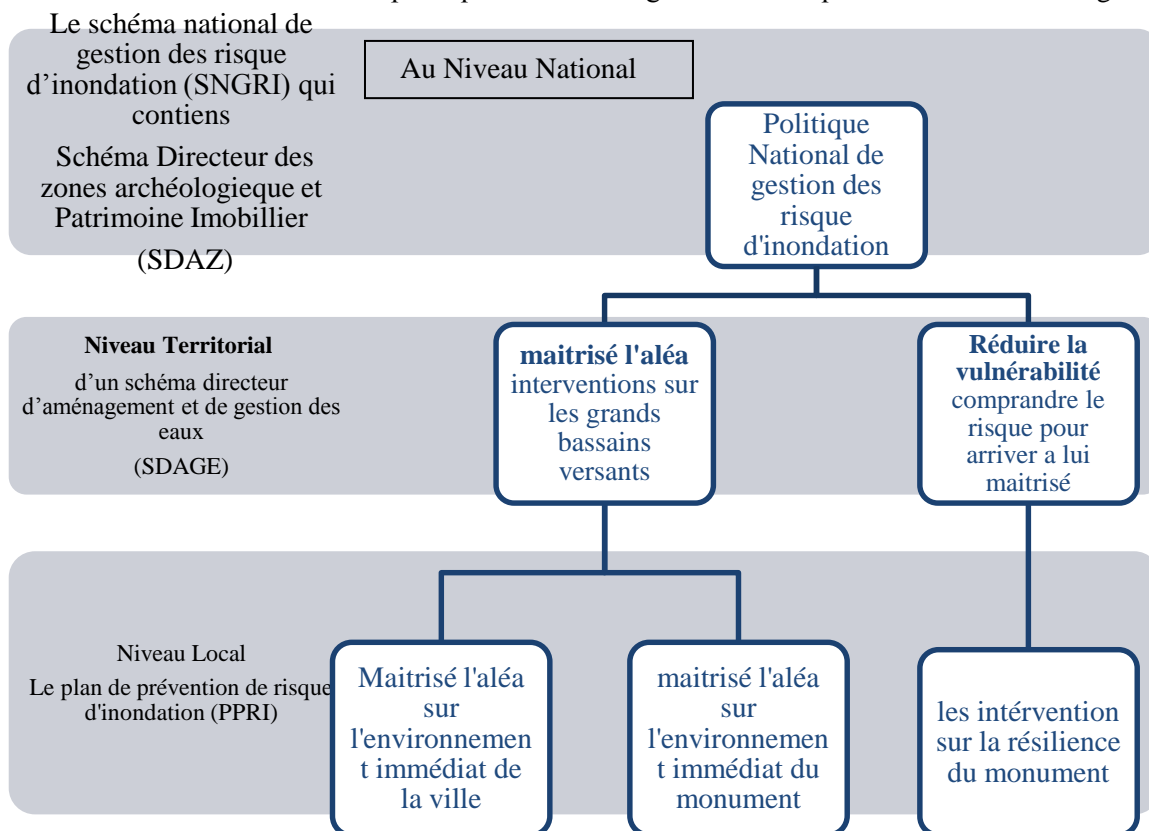 Le schéma national de
gestion des risque
d’inondation (SNGRI) qui
contiens
Schéma Directeur des
zones archéologieque et
Patrimoine Imobillier
(SDAZ)
Au Niveau National
Politique
National de
gestion des
risque
d'inondation
Niveau Territorial
d’un schéma directeur
d’aménagement et de gestion des
eaux
(SDAGE)
maitrisé l'aléa
interventions sur
les grands
bassains
versants
Réduire la
vulnérabilité
comprandre le
risque pour
arriver a lui
maitrisé
Niveau Local
Le plan de prévention de risque
d'inondation (PPRI)
Maitrisé l'aléa
sur
l'environnemen
t immédiat de
la ville
maitrisé l'aléa
sur
l'environnemen
t immédiat du
monument
les intérvention
sur la résilience
du monument